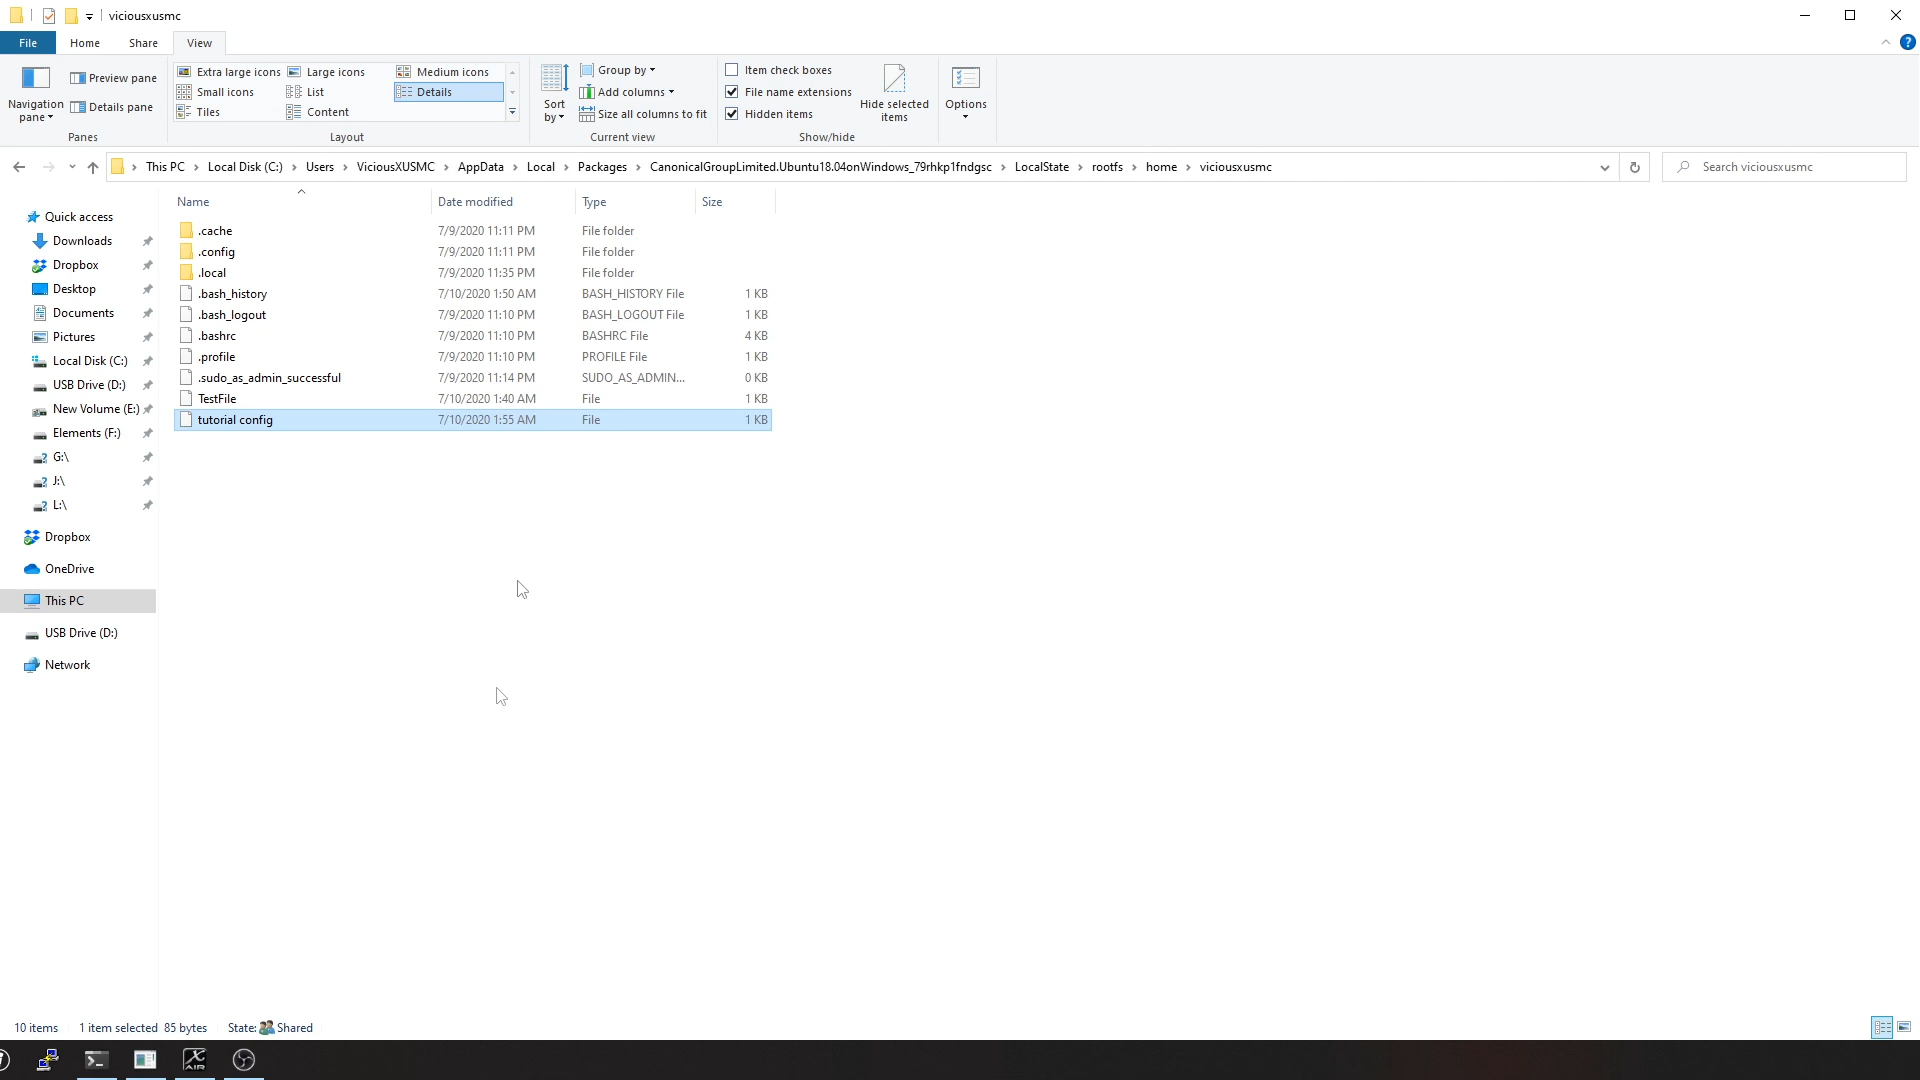 viciousxusmc
File Home Share View
Navigation pane
Preview pane
Details pane
Panes
Extra large icons Large icons Medium icons
Small icons List Details
Tiles Content
Layout
Sort by
Group by
Add columns
Size all columns to fit
Current view
Item check boxes
File name extensions
Hidden items
Hide selected items
Show/hide
Options
This PC Local Disk (C:) Users ViciousXUSMC AppData Local Packages CanonicalGroupLimited.Ubuntu18.04onWindows_79rhkp1fndgsc LocalState rootfs home viciousxusmc
Search viciousxusmc
Quick access
Downloads
Dropbox
Desktop
Documents
Pictures
Local Disk (C:)
USB Drive (D:)
New Volume (E:)
Elements (F:)
G:\
J:\
L:\
Dropbox
OneDrive
This PC
USB Drive (D:)
Network
Name Date modified Type Size
.cache 7/9/2020 11:11 PM File folder
.config 7/9/2020 11:11 PM File folder
.local 7/9/2020 11:35 PM File folder
.bash_history 7/10/2020 1:50 AM BASH_HISTORY File 1 KB
.bash_logout 7/9/2020 11:10 PM BASH_LOGOUT File 1 KB
.bashrc 7/9/2020 11:10 PM BASHRC File 4 KB
.profile 7/9/2020 11:10 PM PROFILE File 1 KB
.sudo_as_admin_successful 7/9/2020 11:14 PM SUDO_AS_ADMIN... 0 KB
TestFile 7/10/2020 1:40 AM File 1 KB
tutorial config 7/10/2020 1:55 AM File 1 KB
10 items 1 item selected 85 bytes State: Shared
X AIR